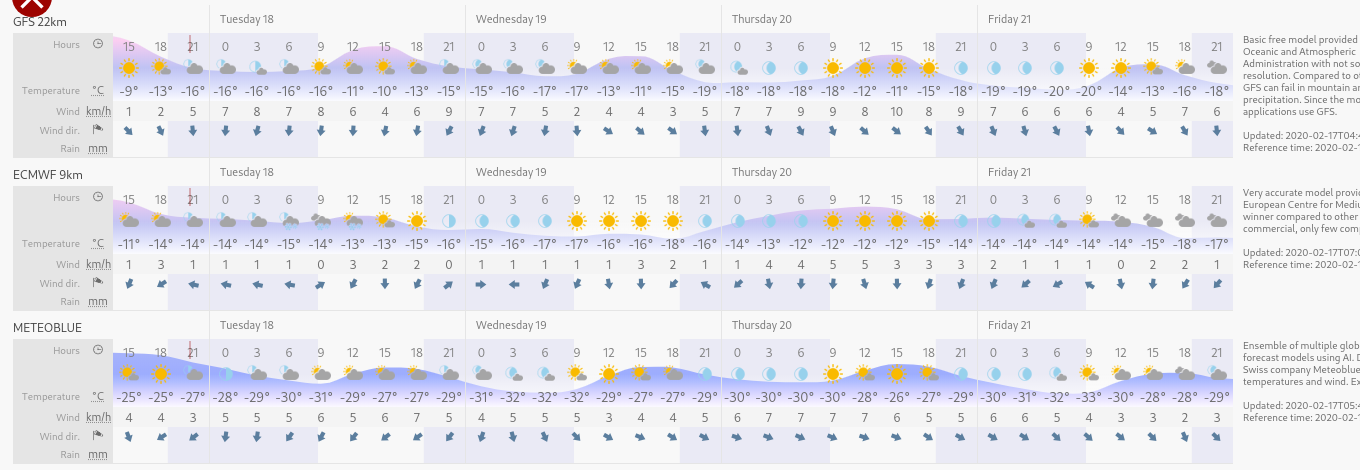 GFS 22km
Tuesday 18 Wednesday 19 Thursday 20 Friday 21
Hours 15 18 21 0 3 6 9 12 15 18 21 0 3 6 9 12 15 18 21 0 3 6 9 12 15 18 21 0 3 6 9 12 15 18 21
Temperature °C -9° -13° -16° -16° -16° -16° -16° -11° -10° -13° -15° -16° -17° -17° -15° -11° -10° -15° -19° -18° -17° -18° -18° -12° -11° -14° -18° -19° -19° -20° -20° -14° -13° -16° -18°
Wind km/h 1 2 5 7 8 7 8 6 4 6 9 7 7 5 2 4 4 3 5 7 7 9 9 8 10 8 9 7 6 6 6 4 5 7 6
Wind dir.
Rain mm
Basic free model provided
Oceanic and Atmospheric
Administration with not so
resolution. Compared to
GFS can fail in mountain
precipitation. Since the
applications use GFS.
Updated: 2020-02-17T04:
Reference time: 2020-02-
ECMWF 9km
Tuesday 18 Wednesday 19 Thursday 20 Friday 21
Hours 15 18 21 0 3 6 9 12 15 18 21 0 3 6 9 12 15 18 21 0 3 6 9 12 15 18 21 0 3 6 9 12 15 18 21
Temperature °C -11° -14° -14° -14° -14° -15° -14° -13° -13° -15° -16° -15° -16° -17° -17° -16° -16° -18° -16° -14° -13° -12° -12° -12° -12° -15° -14° -14° -14° -14° -14° -14° -15° -18° -17°
Wind km/h 1 3 1 1 1 1 0 3 2 2 0 1 1 1 1 1 3 2 1 1 4 4 5 5 3 3 3 2 1 1 1 0 2 2 1
Wind dir.
Rain mm
Very accurate model
European Centre for
winner compared to other
commercial, only few
Updated: 2020-02-17T07:
Reference time: 2020-02-
METEOBLUE
Tuesday 18 Wednesday 19 Thursday 20 Friday 21
Hours 15 18 21 0 3 6 9 12 15 18 21 0 3 6 9 12 15 18 21 0 3 6 9 12 15 18 21 0 3 6 9 12 15 18 21
Temperature °C -25° -25° -27° -28° -29° -30° -31° -29° -27° -27° -29° -31° -32° -32° -32° -29° -27° -27° -29° -30° -30° -30° -30° -28° -27° -27° -29° -30° -31° -32° -33° -30° -28° -28° -29°
Wind km/h 4 4 3 5 5 5 6 5 6 7 5 4 5 5 5 3 4 4 5 6 7 7 7 7 6 5 5 6 6 5 4 3 3 2 3
Wind dir.
Rain mm
Ensemble of multiple
forecast models using AI.
Swiss company Meteoblue
temperatures and wind.
Updated: 2020-02-17T05:
Reference time: 2020-02-